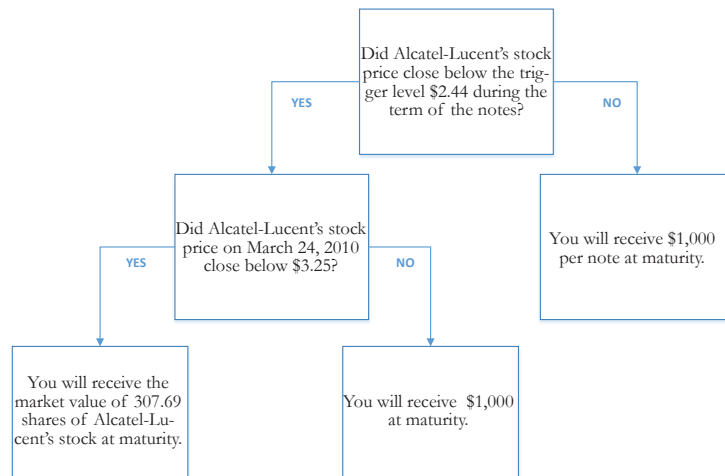 Did Alcatel-Lucent's stock
price close below the trig-
ger level $2.44 during the
term of the notes?
YES
NO
Did Alcatel-Lucent's stock
price on March 24, 2010
close below $3.25?
You will receive $1,000
per note at maturity.
YES
NO
You will receive the
market value of 307.69
shares of Alcatel-Lu-
cent's stock at maturity.
You will receive $1,000
at maturity.